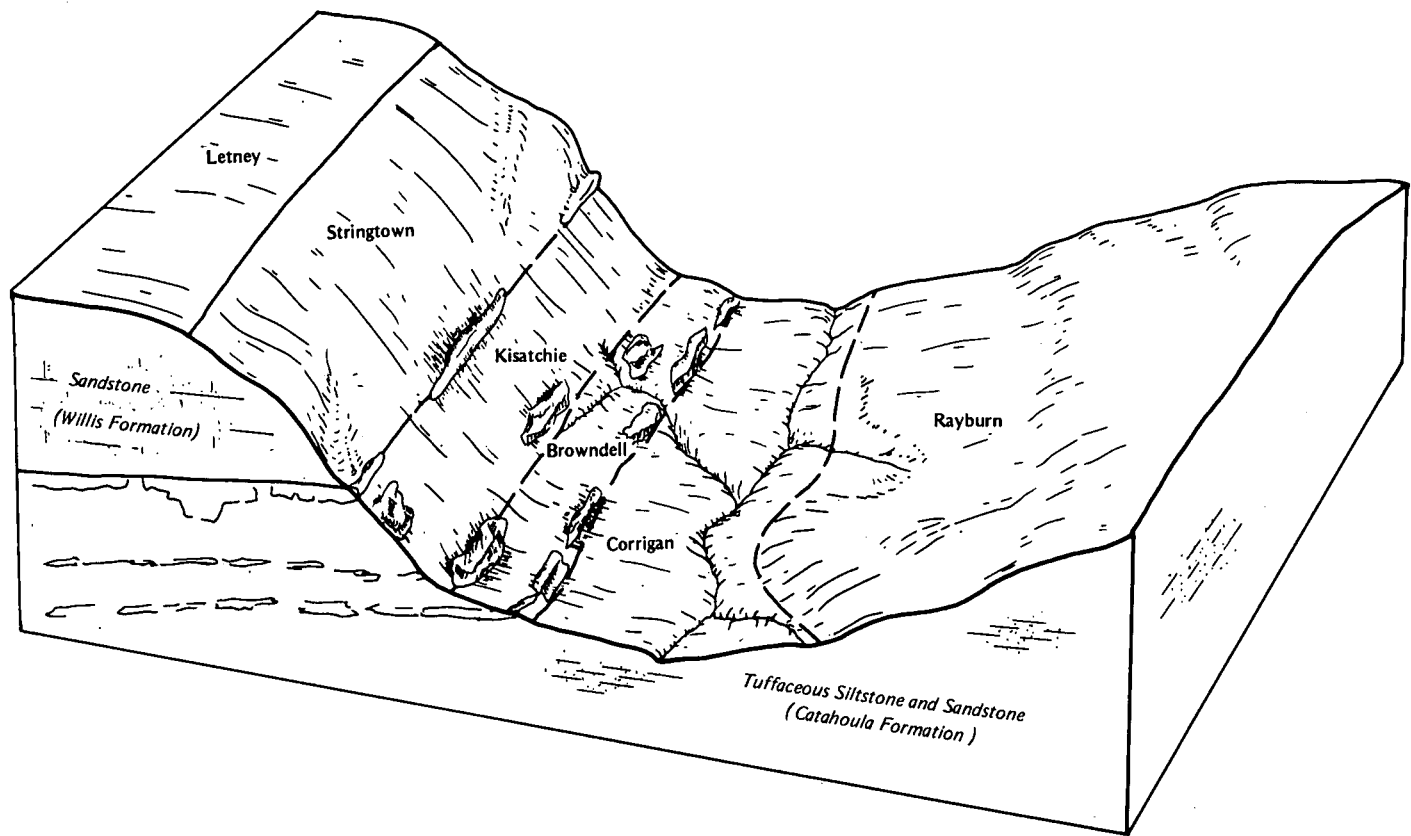 Letney
Stringtown
Kisatchie
Sandstone
(Willis Formation)
Browndell
Rayburn
Corrigan
Tuffaceous Siltstone and Sandstone
(Catahoula Formation)